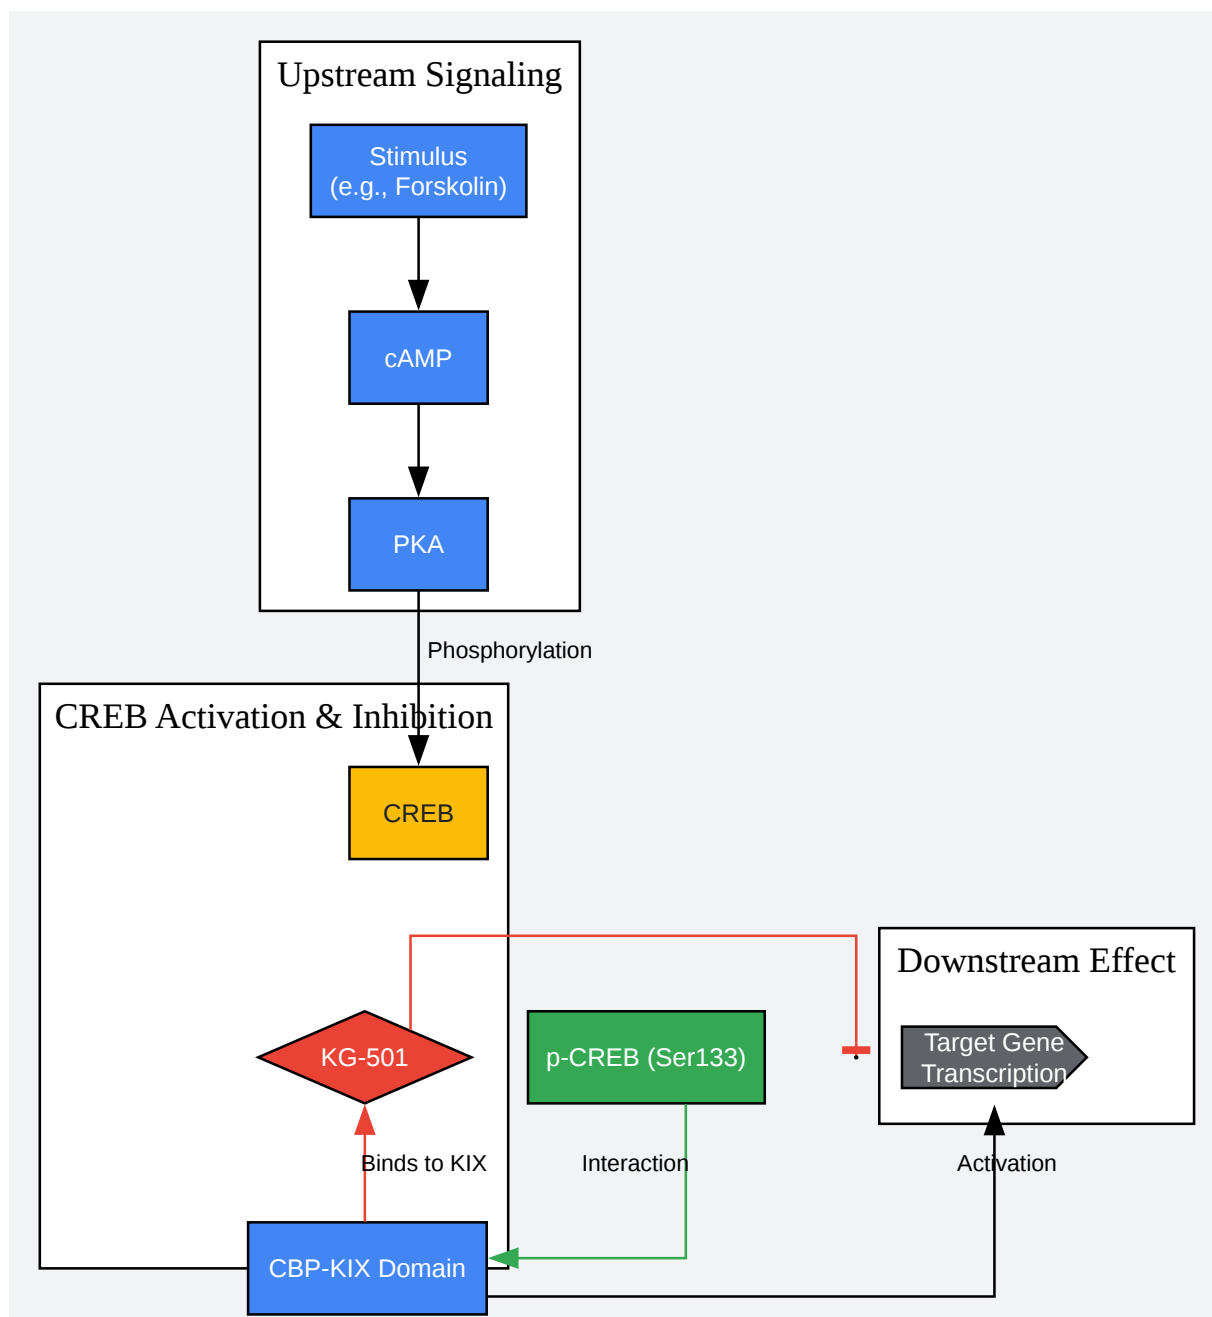 Upstream Signaling
Stimulus
(e.g., Forskolin)
cAMP
PKA
Phosphorylation
CREB Activation & Inhibition
CREB
Downstream Effect
KG-501
p-CREB (Ser133)
Target Gene
Transcription
Binds to KIX
Interaction
Activation
CBP-KIX Domain